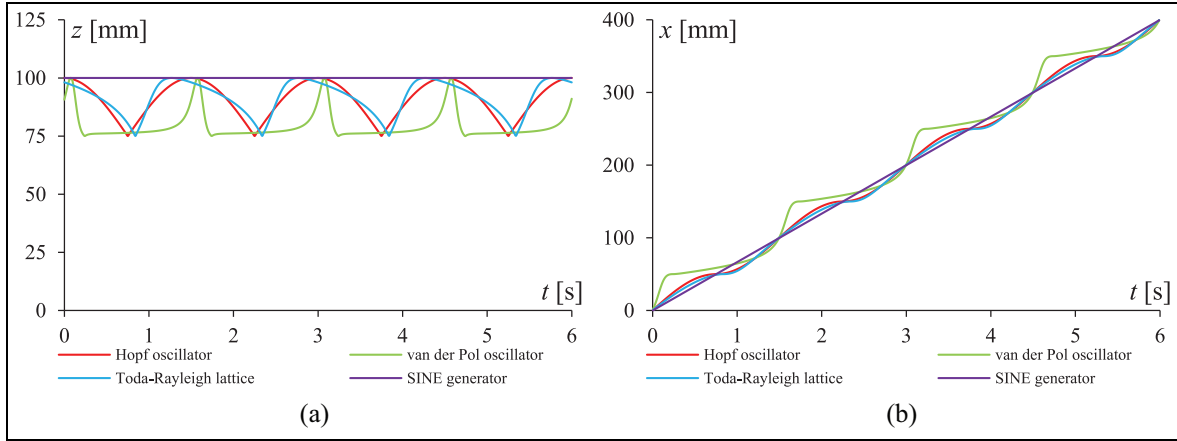 z [mm]
125
100
75
50
25
0
0 1 2 3 4 5 6
t [s]
Hopf oscillator
van der Pol oscillator
Toda-Rayleigh lattice
SINE generator
(a)
x [mm]
400
300
200
100
0
0 1 2 3 4 5 6
t [s]
Hopf oscillator
van der Pol oscillator
Toda-Rayleigh lattice
SINE generator
(b)